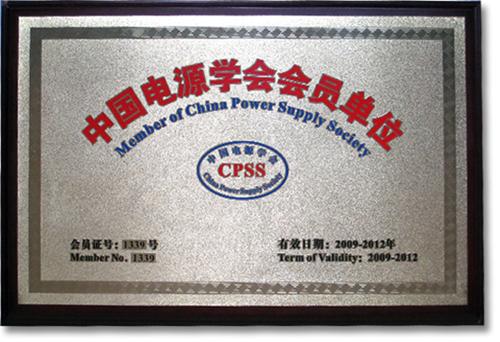 中国电源学会会员单位
Member of China Power Supply Society
中国电源学会
CPSS
China Power Supply Society
会员证号：1339号
Member No. 1339
有效日期：2009-2012年
Term of Validity: 2009-2012